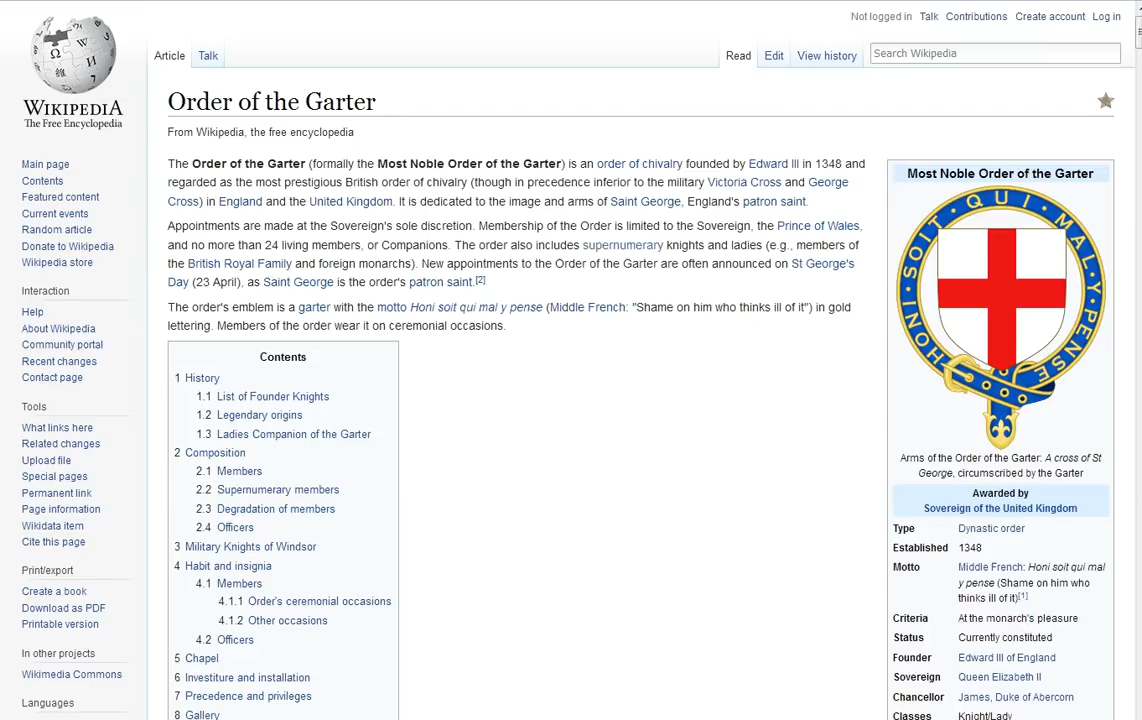 Not logged in Talk Contributions Create account Log in
WIKIPEDIA
The Free Encyclopedia
Article Talk
Read Edit View history
Search Wikipedia
Main page
Contents
Featured content
Current events
Random article
Donate to Wikipedia
Wikipedia store
Interaction
Help
About Wikipedia
Community portal
Recent changes
Contact page
Tools
What links here
Related changes
Upload file
Special pages
Permanent link
Page information
Wikidata item
Cite this page
Print/export
Create a book
Download as PDF
Printable version
In other projects
Wikimedia Commons
Languages
Order of the Garter
From Wikipedia, the free encyclopedia
The Order of the Garter (formally the Most Noble Order of the Garter) is an order of chivalry founded by Edward III in 1348 and
regarded as the most prestigious British order of chivalry (though in precedence inferior to the military Victoria Cross and George
Cross) in England and the United Kingdom. It is dedicated to the image and arms of Saint George, England's patron saint.
Appointments are made at the Sovereign's sole discretion. Membership of the Order is limited to the Sovereign, the Prince of Wales,
and no more than 24 living members, or Companions. The order also includes supernumerary knights and ladies (e.g., members of
the British Royal Family and foreign monarchs). New appointments to the Order of the Garter are often announced on St George's
Day (23 April), as Saint George is the order's patron saint.[2]
The order's emblem is a garter with the motto Honi soit qui mal y pense (Middle French: "Shame on him who thinks ill of it") in gold
lettering. Members of the order wear it on ceremonial occasions.
Contents
1 History
1.1 List of Founder Knights
1.2 Legendary origins
1.3 Ladies Companion of the Garter
2 Composition
2.1 Members
2.2 Supernumerary members
2.3 Degradation of members
2.4 Officers
3 Military Knights of Windsor
4 Habit and insignia
4.1 Members
4.1.1 Order's ceremonial occasions
4.1.2 Other occasions
4.2 Officers
5 Chapel
6 Investiture and installation
7 Precedence and privileges
8 Gallery
Most Noble Order of the Garter
HONI·SOIT·QUI·MAL·Y·PENSE
Arms of the Order of the Garter: A cross of St
George, circumscribed by the Garter
Awarded by
Sovereign of the United Kingdom
Type Dynastic order
Established 1348
Motto Middle French: Honi soit qui mal
y pense (Shame on him who
thinks ill of it)[1]
Criteria At the monarch's pleasure
Status Currently constituted
Founder Edward III of England
Sovereign Queen Elizabeth II
Chancellor James, Duke of Abercorn
Classes Knight/Lady